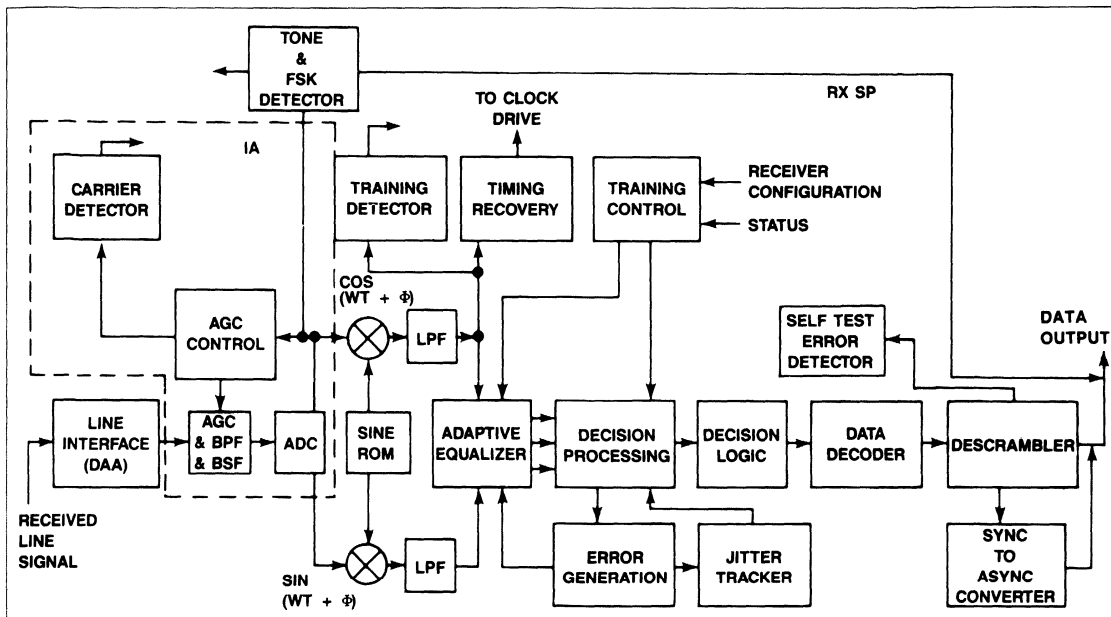 TONE
&
FSK
DETECTOR
RX SP
TO CLOCK
DRIVE
IA
CARRIER
DETECTOR
TRAINING
DETECTOR
TIMING
RECOVERY
TRAINING
CONTROL
RECEIVER
CONFIGURATION
STATUS
COS
(WT + Φ)
AGC
CONTROL
LPF
SELF TEST
ERROR
DETECTOR
DATA
OUTPUT
LINE
INTERFACE
(DAA)
AGC
& BPF
& BSF
ADC
SINE
ROM
ADAPTIVE
EQUALIZER
DECISION
PROCESSING
DECISION
LOGIC
DATA
DECODER
DESCRAMBLER
RECEIVED
LINE
SIGNAL
SIN
(WT + Φ)
LPF
ERROR
GENERATION
JITTER
TRACKER
SYNC
TO
ASYNC
CONVERTER